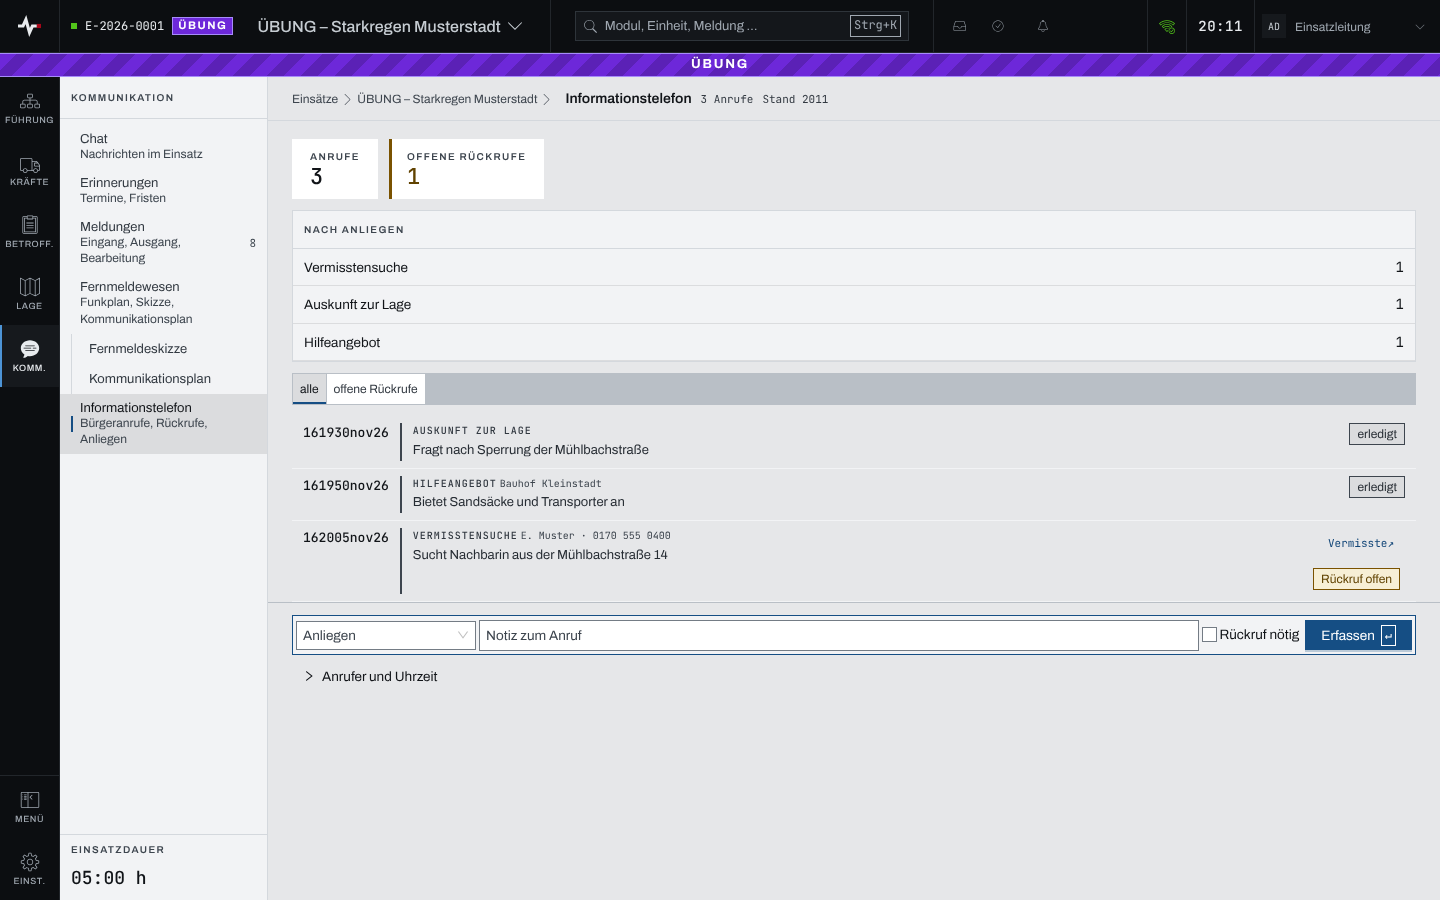 E-2026-0001 ÜBUNG ÜBUNG – Starkregen Musterstadt
Modul, Einheit, Meldung ... Strg+K
20:11
AD Einsatzleitung
ÜBUNG
FÜHRUNG
KRÄFTE
BETROFF.
LAGE
KOMM.
MENÜ
EINST.
KOMMUNIKATION
Chat
Nachrichten im Einsatz
Erinnerungen
Termine, Fristen
Meldungen
Eingang, Ausgang,
Bearbeitung
8
Fernmeldewesen
Funkplan, Skizze,
Kommunikationsplan
Fernmeldeskizze
Kommunikationsplan
Informationstelefon
Bürgeranrufe, Rückrufe,
Anliegen
EINSATZDAUER
05:00 h
Einsätze ÜBUNG – Starkregen Musterstadt Informationstelefon 3 Anrufe Stand 2011
ANRUFE
3
OFFENE RÜCKRUFE
1
NACH ANLIEGEN
Vermisstensuche 1
Auskunft zur Lage 1
Hilfeangebot 1
alle offene Rückrufe
161930nov26 AUSKUNFT ZUR LAGE
Fragt nach Sperrung der Mühlbachstraße
erledigt
161950nov26 HILFEANGEBOT Bauhof Kleinstadt
Bietet Sandsäcke und Transporter an
erledigt
162005nov26 VERMISSTENSUCHE E. Muster · 0170 555 0400
Sucht Nachbarin aus der Mühlbachstraße 14
Vermisste↗
Rückruf offen
Anliegen Notiz zum Anruf Rückruf nötig Erfassen ↵
Anrufer und Uhrzeit